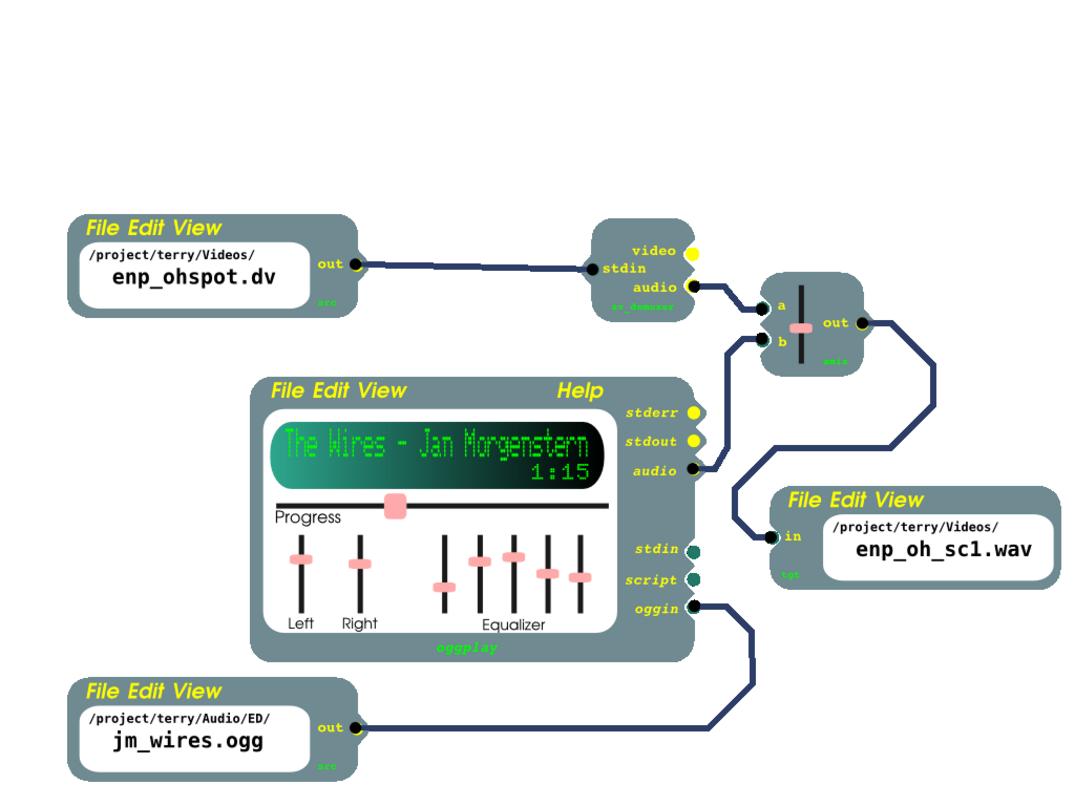 File Edit View
/project/terry/Videos/
enp_ohspot.dv
out
src
video
stdin
audio
av_demuxer
a
b
out
amix
File Edit View
Help
The Wires - Jan Morgenstern
1:15
Progress
Left
Right
Equalizer
stderr
stdout
audio
stdin
script
oggin
oggplay
File Edit View
/project/terry/Videos/
enp_oh_sc1.wav
in
tgt
File Edit View
/project/terry/Audio/ED/
jm_wires.ogg
out
src